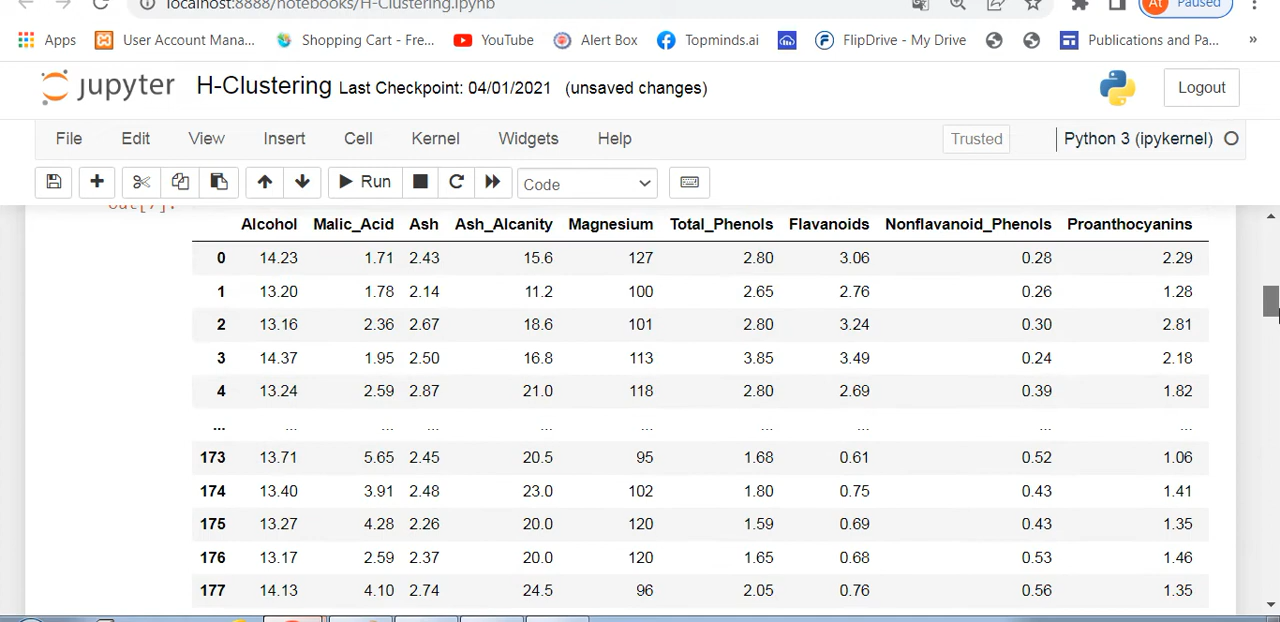 localhost:8888/notebooks/H-Clustering.ipynb At Paused
Apps User Account Mana... Shopping Cart - Fre... YouTube Alert Box Topminds.ai FlipDrive - My Drive Publications and Pa... »
jupyter H-Clustering Last Checkpoint: 04/01/2021 (unsaved changes) Logout
File Edit View Insert Cell Kernel Widgets Help Trusted Python 3 (ipykernel)
Run Code
Out[7]:
Alcohol Malic_Acid Ash Ash_Alcanity Magnesium Total_Phenols Flavanoids Nonflavanoid_Phenols Proanthocyanins
0 14.23 1.71 2.43 15.6 127 2.80 3.06 0.28 2.29
1 13.20 1.78 2.14 11.2 100 2.65 2.76 0.26 1.28
2 13.16 2.36 2.67 18.6 101 2.80 3.24 0.30 2.81
3 14.37 1.95 2.50 16.8 113 3.85 3.49 0.24 2.18
4 13.24 2.59 2.87 21.0 118 2.80 2.69 0.39 1.82
... ... ... ... ... ... ... ... ... ...
173 13.71 5.65 2.45 20.5 95 1.68 0.61 0.52 1.06
174 13.40 3.91 2.48 23.0 102 1.80 0.75 0.43 1.41
175 13.27 4.28 2.26 20.0 120 1.59 0.69 0.43 1.35
176 13.17 2.59 2.37 20.0 120 1.65 0.68 0.53 1.46
177 14.13 4.10 2.74 24.5 96 2.05 0.76 0.56 1.35